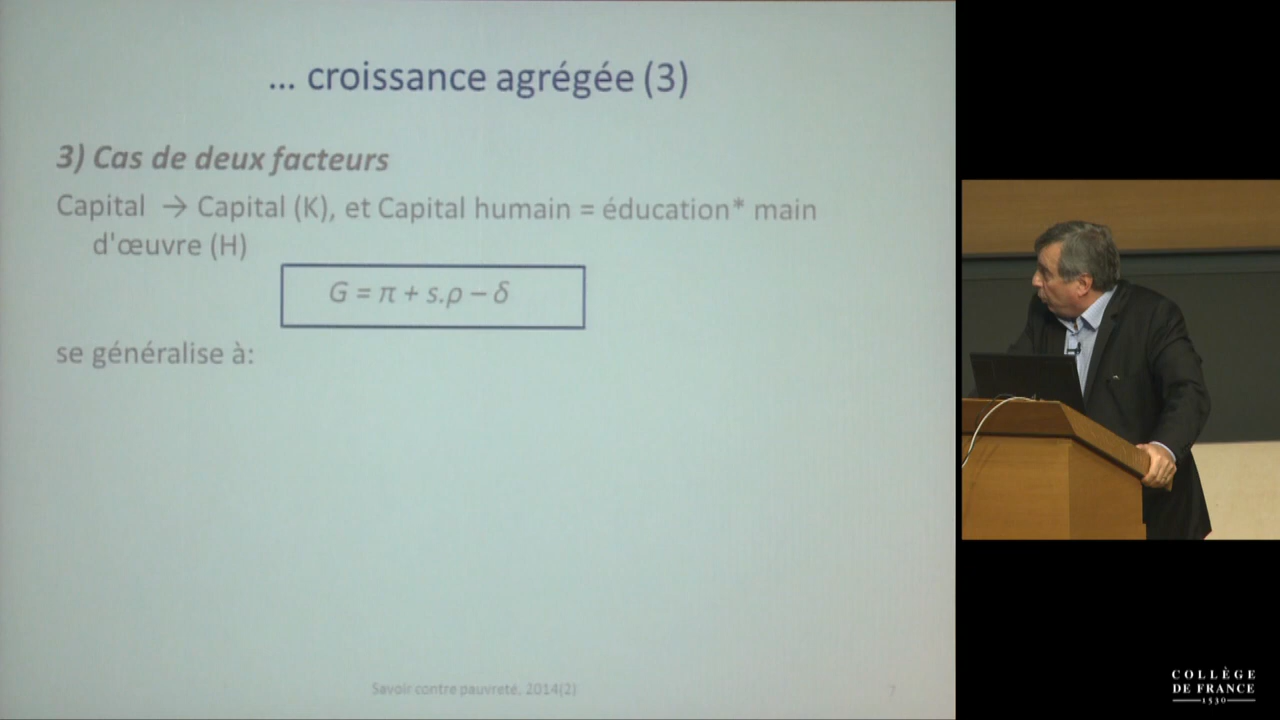 ... croissance agrégée (3)
3) Cas de deux facteurs
Capital → Capital (K), et Capital humain = éducation* main
d'œuvre (H)
G = π + s.ρ – δ
se généralise à:
Savoir contre pauvreté, 2014(2)
7
COLLÈGE
DE FRANCE
1530